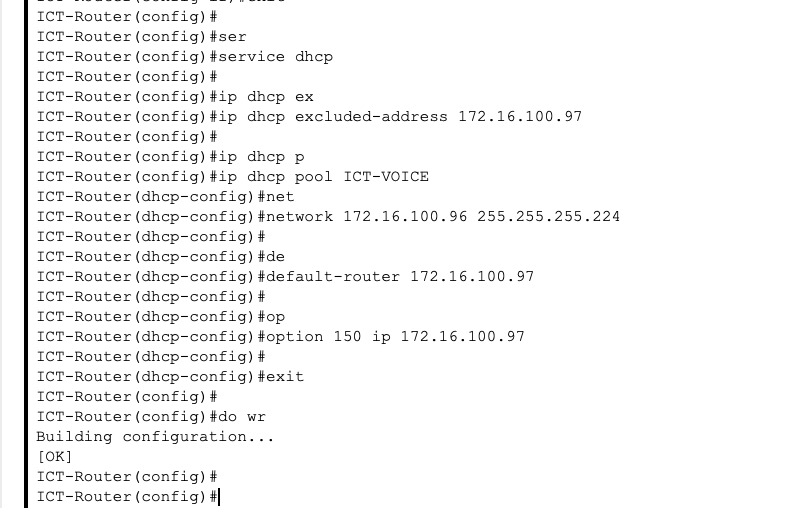 ICT-Router(config)#
ICT-Router(config)#ser
ICT-Router(config)#service dhcp
ICT-Router(config)#
ICT-Router(config)#ip dhcp ex
ICT-Router(config)#ip dhcp excluded-address 172.16.100.97
ICT-Router(config)#
ICT-Router(config)#ip dhcp p
ICT-Router(config)#ip dhcp pool ICT-VOICE
ICT-Router(dhcp-config)#net
ICT-Router(dhcp-config)#network 172.16.100.96 255.255.255.224
ICT-Router(dhcp-config)#
ICT-Router(dhcp-config)#de
ICT-Router(dhcp-config)#default-router 172.16.100.97
ICT-Router(dhcp-config)#
ICT-Router(dhcp-config)#op
ICT-Router(dhcp-config)#option 150 ip 172.16.100.97
ICT-Router(dhcp-config)#
ICT-Router(dhcp-config)#exit
ICT-Router(config)#
ICT-Router(config)#do wr
Building configuration...
[OK]
ICT-Router(config)#
ICT-Router(config)#